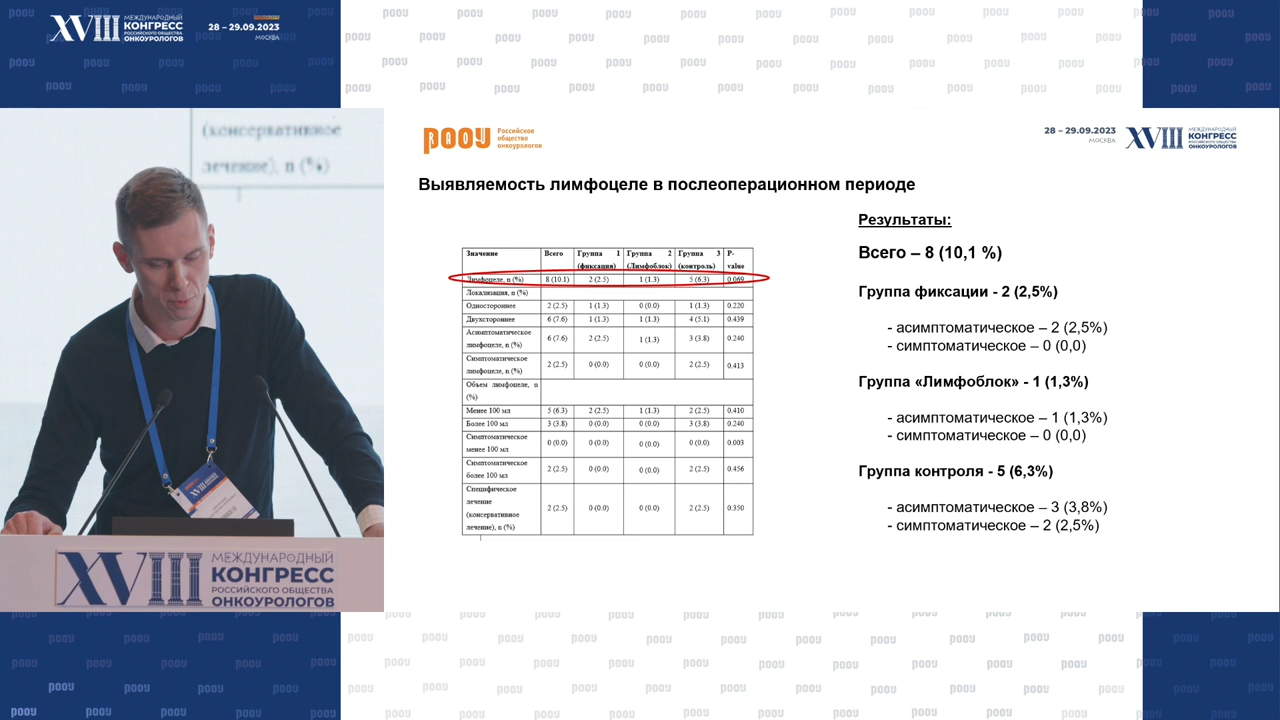 XVIII МЕЖДУНАРОДНЫЙ
КОНГРЕСС
РОССИЙСКОГО ОБЩЕСТВА
ОНКОУРОЛОГОВ
28 – 29.09.2023
МОСКВА
(консервативное
лечение), n (%)
РООУ Российское
общество
онкоурологов
28 – 29.09.2023
МОСКВА
XVIII МЕЖДУНАРОДНЫЙ
КОНГРЕСС
РОССИЙСКОГО ОБЩЕСТВА
ОНКОУРОЛОГОВ
Выявляемость лимфоцеле в послеоперационном периоде
Значение Всего Группа 1 (фиксация) Группа 2 (Лимфоблок) Группа 3 (контроль) P-value
Лимфоцеле, n (%) 8 (10.1) 2 (2.5) 1 (1.3) 5 (6.3) 0.069
Локализация, n (%)
Одностороннее 2 (2.5) 1 (1.3) 0 (0.0) 1 (1.3) 0.220
Двухстороннее 6 (7.6) 1 (1.3) 1 (1.3) 4 (5.1) 0.439
Асимптоматическое лимфоцеле, n (%) 6 (7.6) 2 (2.5) 1 (1.3) 3 (3.8) 0.240
Симптоматическое лимфоцеле, n (%) 2 (2.5) 0 (0.0) 0 (0.0) 2 (2.5) 0.413
Объем лимфоцеле, n (%)
Менее 100 мл 5 (6.3) 2 (2.5) 1 (1.3) 2 (2.5) 0.410
Более 100 мл 3 (3.8) 0 (0.0) 0 (0.0) 3 (3.8) 0.240
Симптоматическое менее 100 мл 0 (0.0) 0 (0.0) 0 (0.0) 0 (0.0) 0.003
Симптоматическое более 100 мл 2 (2.5) 0 (0.0) 0 (0.0) 2 (2.5) 0.456
Специфическое лечение (консервативное лечение), n (%) 2 (2.5) 0 (0.0) 0 (0.0) 2 (2.5) 0.350
Результаты:
Всего – 8 (10,1 %)
Группа фиксации - 2 (2,5%)
- асимптоматическое – 2 (2,5%)
- симптоматическое – 0 (0,0)
Группа «Лимфоблок» - 1 (1,3%)
- асимптоматическое – 1 (1,3%)
- симптоматическое – 0 (0,0)
Группа контроля - 5 (6,3%)
- асимптоматическое – 3 (3,8%)
- симптоматическое – 2 (2,5%)
XVIII МЕЖДУНАРОДНЫЙ
КОНГРЕСС
РОССИЙСКОГО ОБЩЕСТВА
ОНКОУРОЛОГОВ